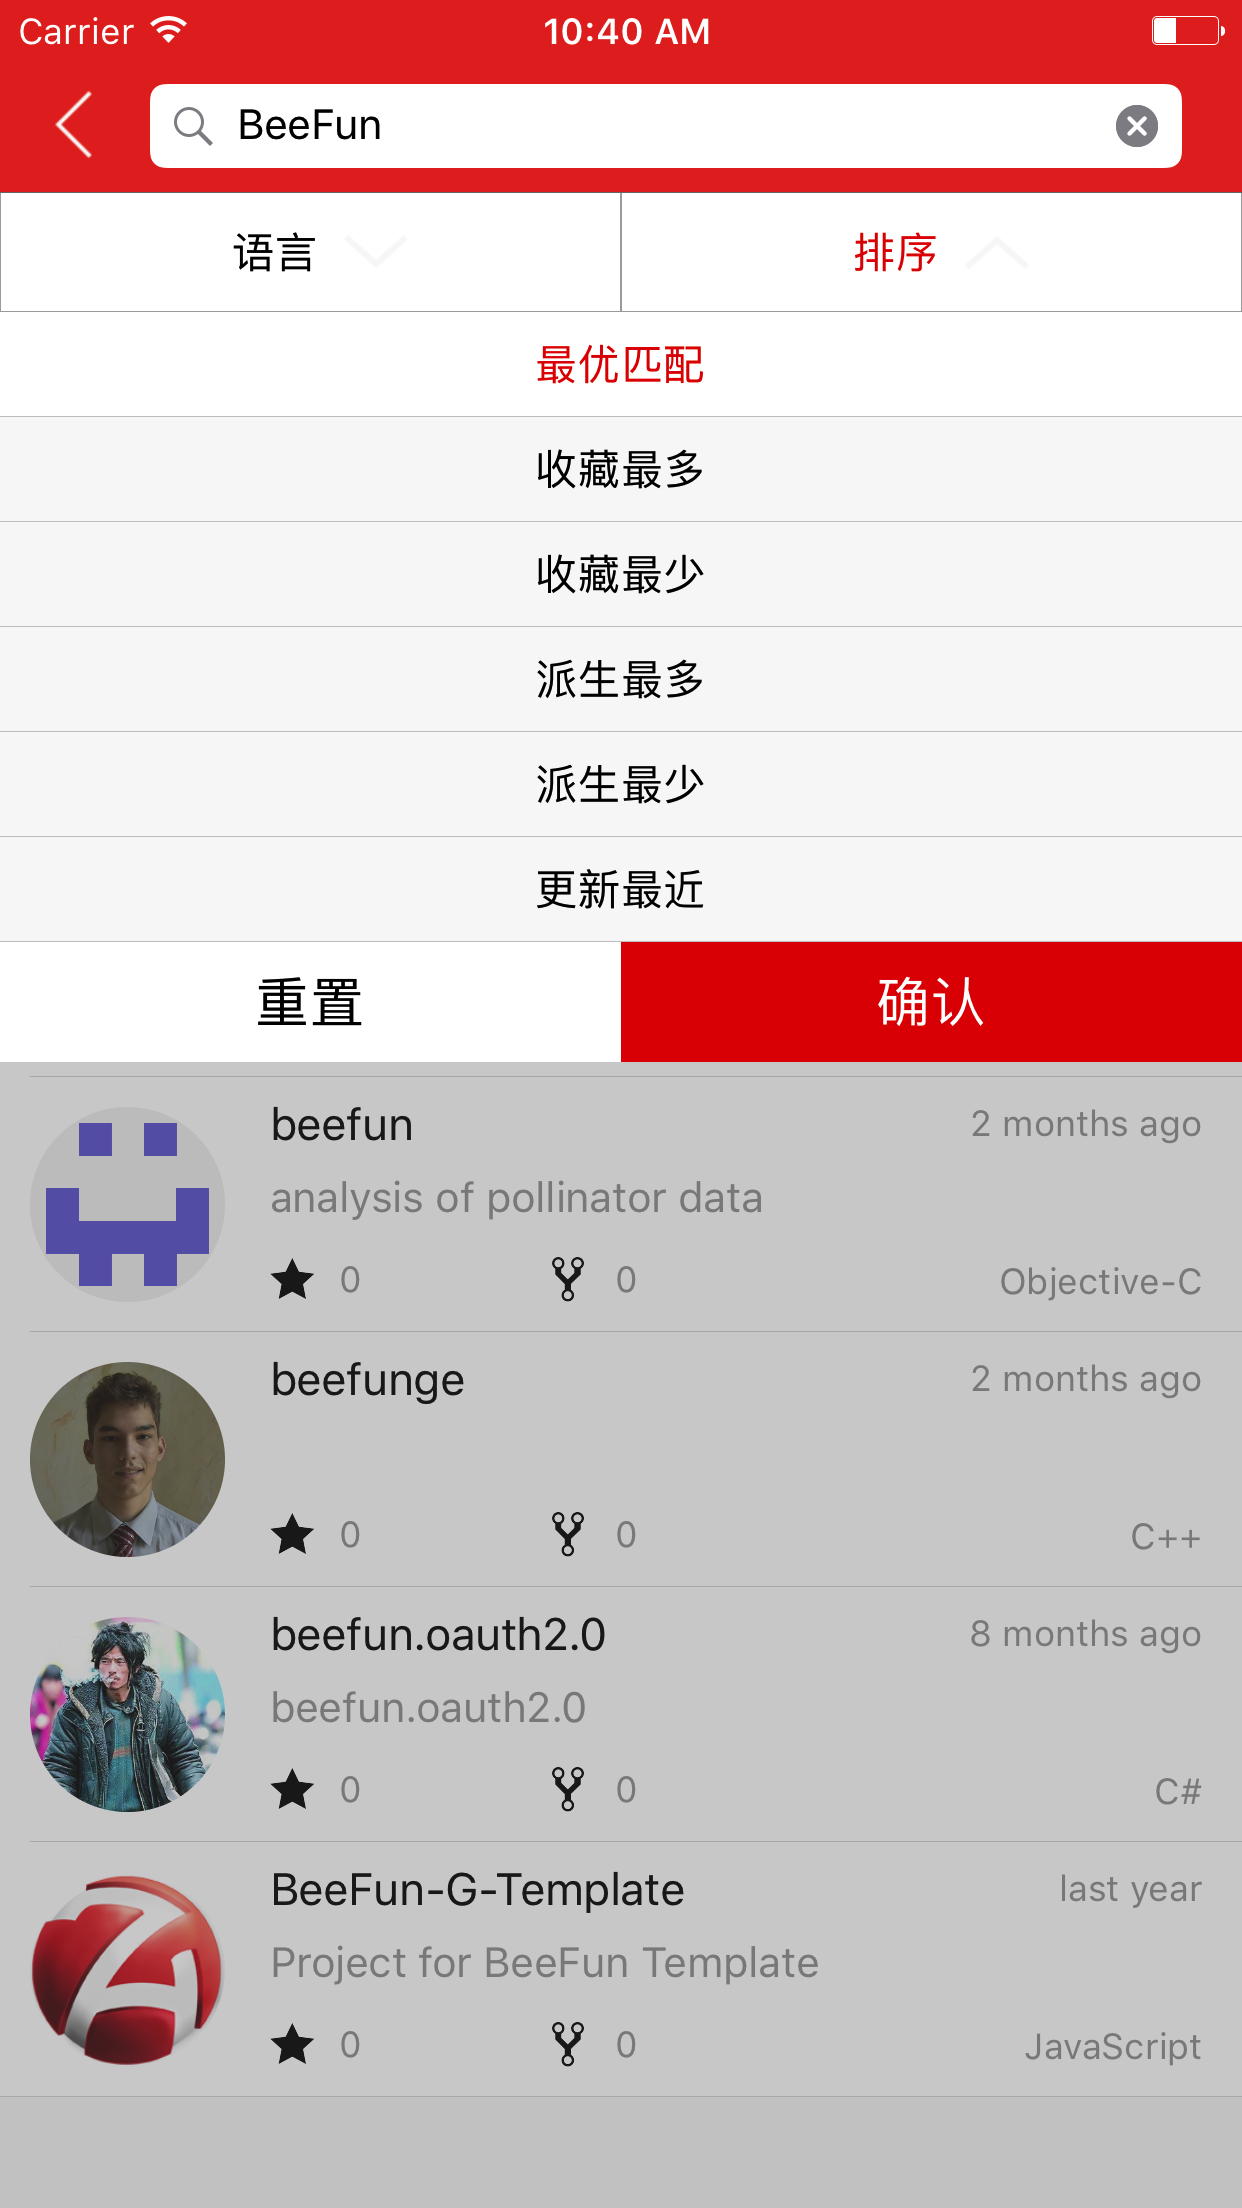 Carrier 10:40 AM
BeeFun
语言 排序
最优匹配
收藏最多
收藏最少
派生最多
派生最少
更新最近
重置 确认
beefun 2 months ago
analysis of pollinator data
0 0 Objective-C
beefunge 2 months ago
0 0 C++
beefun.oauth2.0 8 months ago
beefun.oauth2.0
0 0 C#
BeeFun-G-Template last year
Project for BeeFun Template
0 0 JavaScript